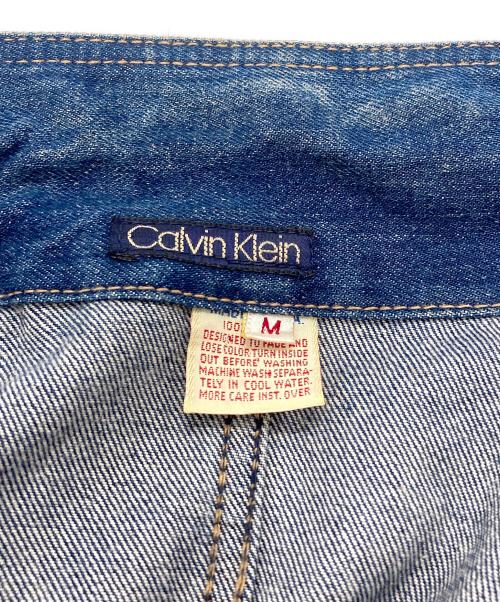 Calvin Klein
M
100
DESIGNED TO FADE AND
LOSE COLOR TURN INSIDE
OUT BEFORE WASHING
MACHINE WASH SEPARA-
TELY IN COOL WATER.
MORE CARE INST. OVER